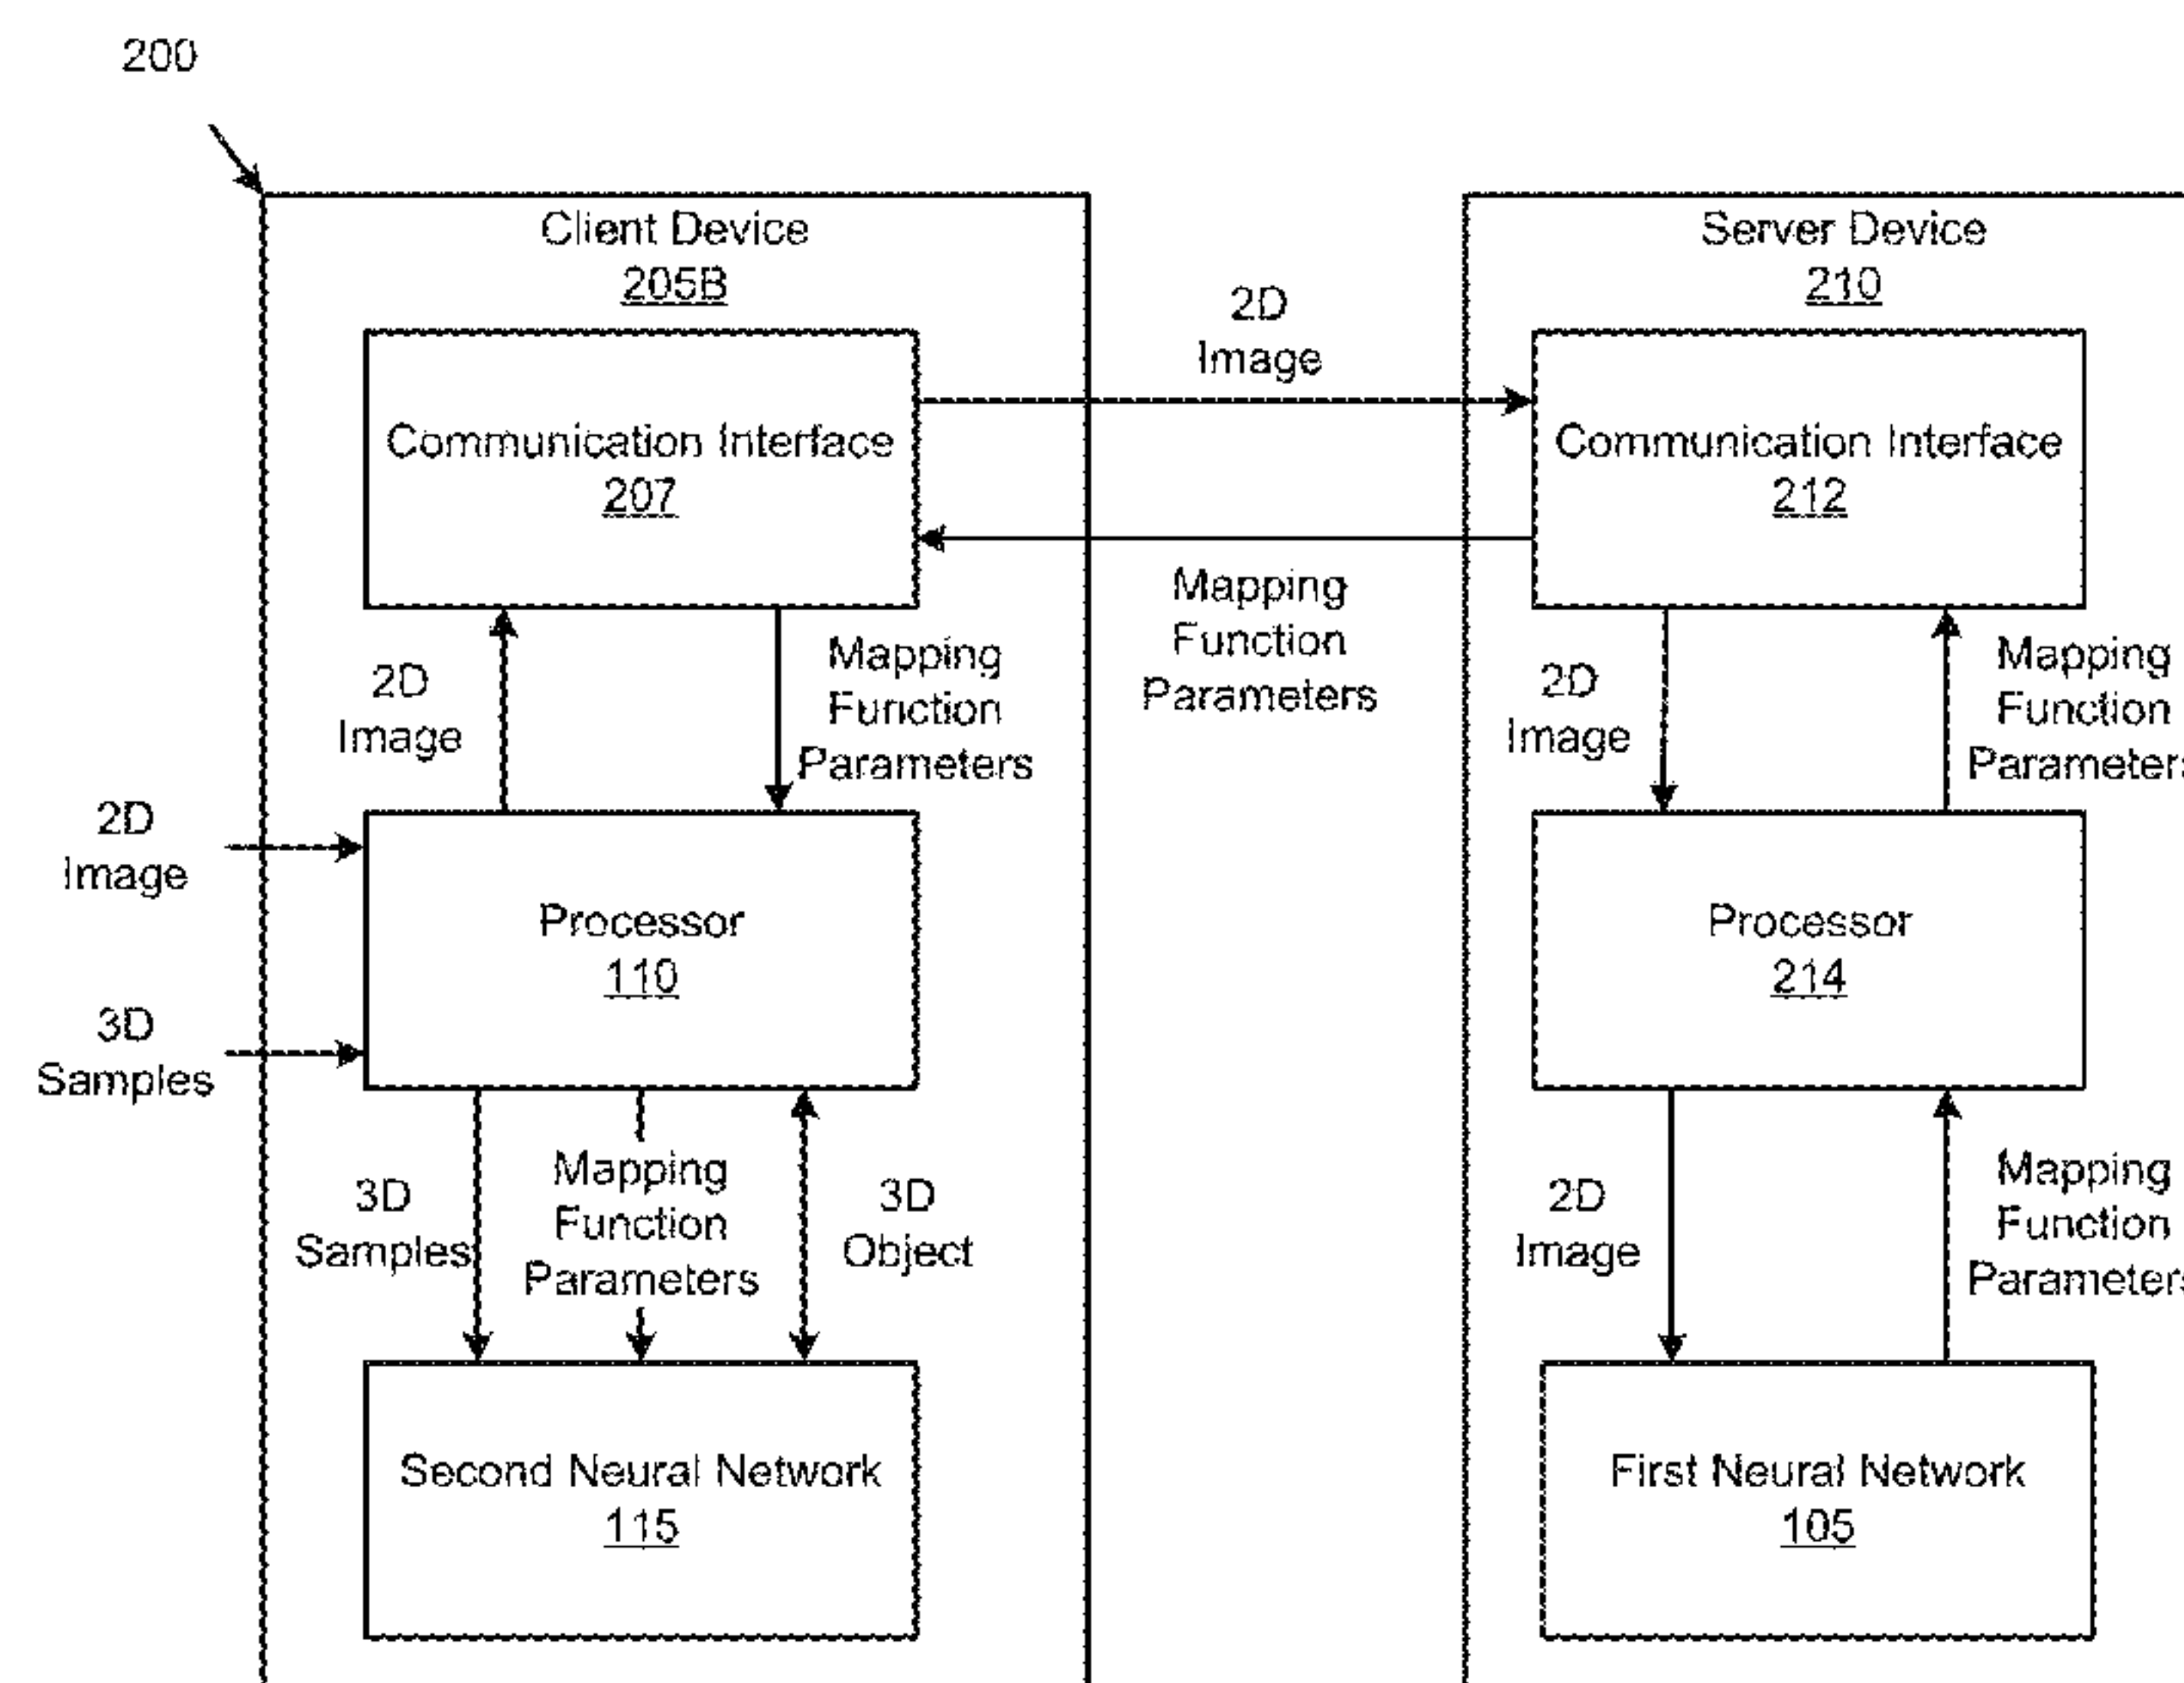 200
Client Device
205B
Server Device
210
2D
Image
Communication Interface
207
Communication Interface
212
Mapping
Function
Parameters
2D
Image
Mapping
Function
Parameters
2D
Image
Mapping
Function
Parameters
2D
Image
Processor
110
3D
Samples
Processor
214
3D
Samples
Mapping
Function
Parameters
3D
Object
2D
Image
Mapping
Function
Parameters
Second Neural Network
115
First Neural Network
105